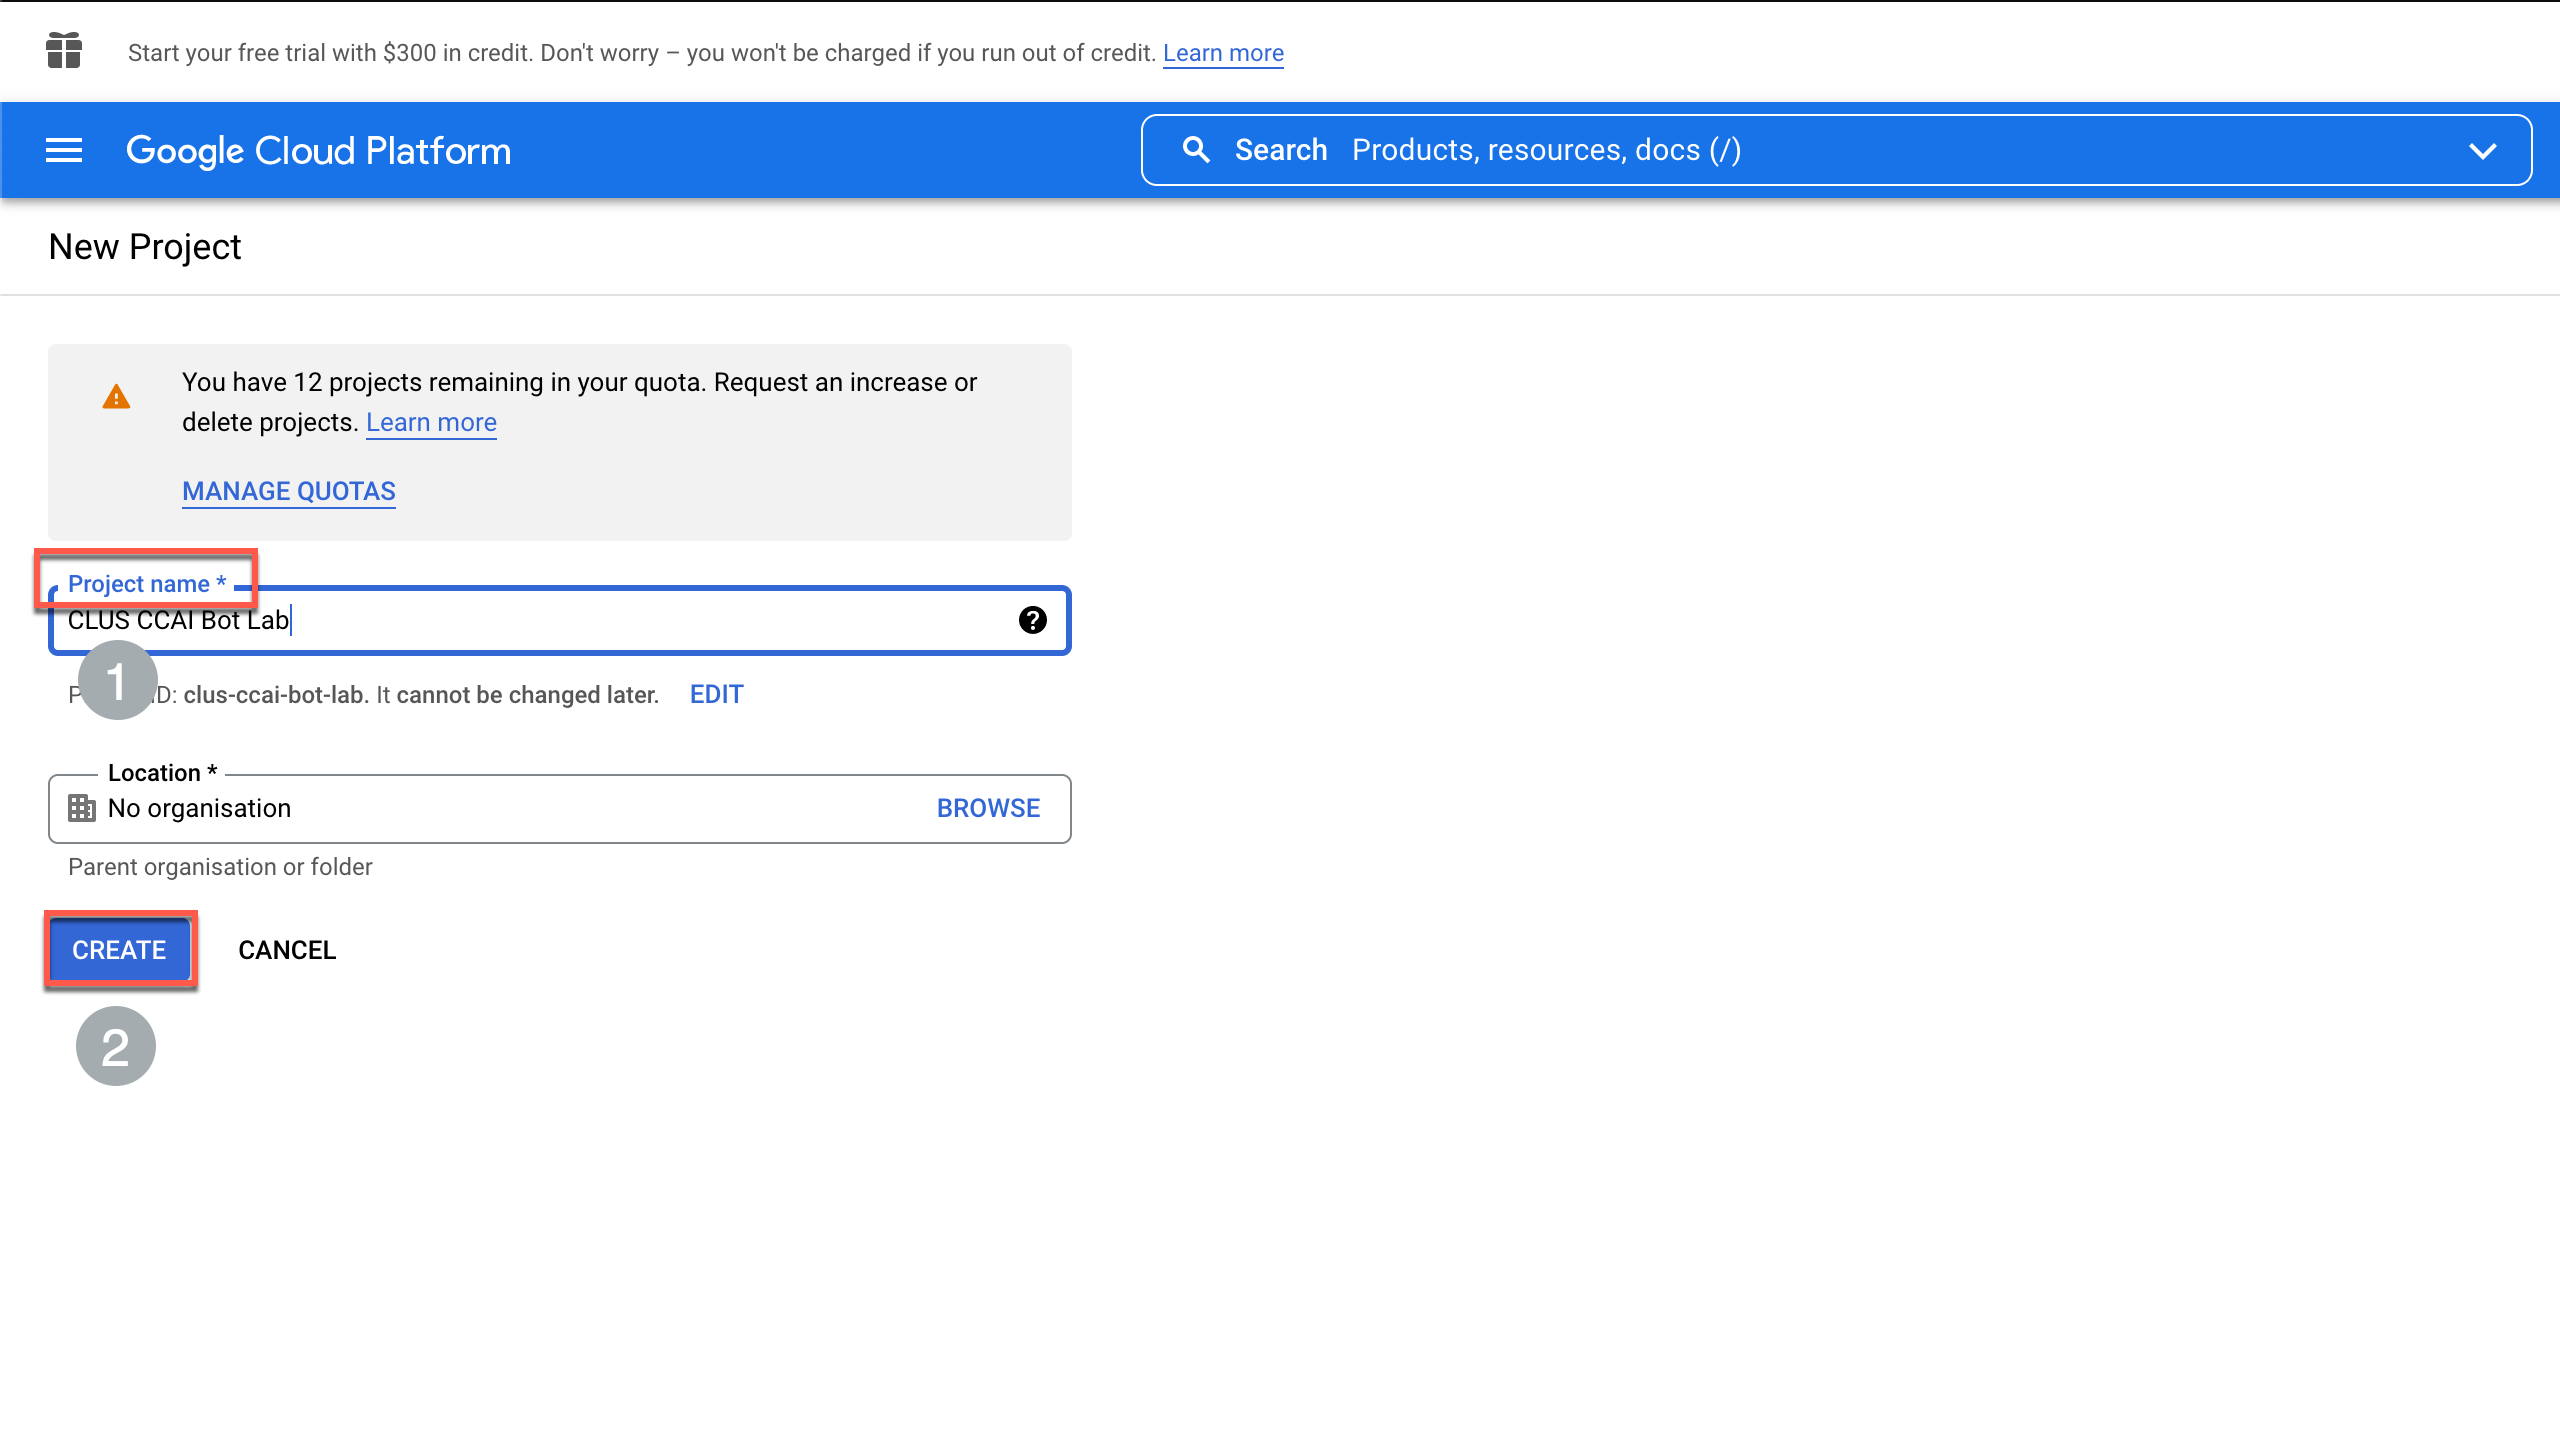 Start your free trial with $300 in credit. Don't worry – you won't be charged if you run out of credit. Learn more
Google Cloud Platform
Search Products, resources, docs (/)
New Project
You have 12 projects remaining in your quota. Request an increase or
delete projects. Learn more
MANAGE QUOTAS
Project name *
CLUS CCAI Bot Lab
1
ID: clus-ccai-bot-lab. It cannot be changed later. EDIT
Location *
No organisation BROWSE
Parent organisation or folder
CREATE CANCEL
2